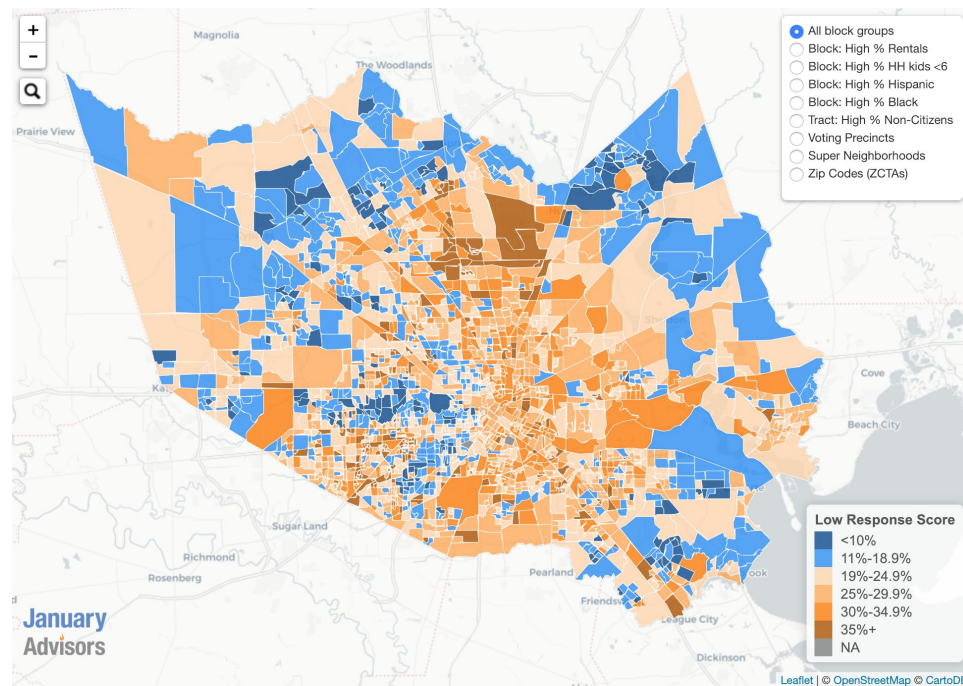 +
-
Magnolia
The Woodlands
Prairie View
All block groups
Block: High % Rentals
Block: High % HH kids <6
Block: High % Hispanic
Block: High % Black
Tract: High % Non-Citizens
Voting Precincts
Super Neighborhoods
Zip Codes (ZCTAs)
Cove
Beach City
Sugar Land
Richmond
Rosenberg
Pearland
Friendsw
League City
Dickinson
ook
Low Response Score
<10%
11%-18.9%
19%-24.9%
25%-29.9%
30%-34.9%
35%+
NA
January
Advisors
Leaflet | © OpenStreetMap © CartoDB